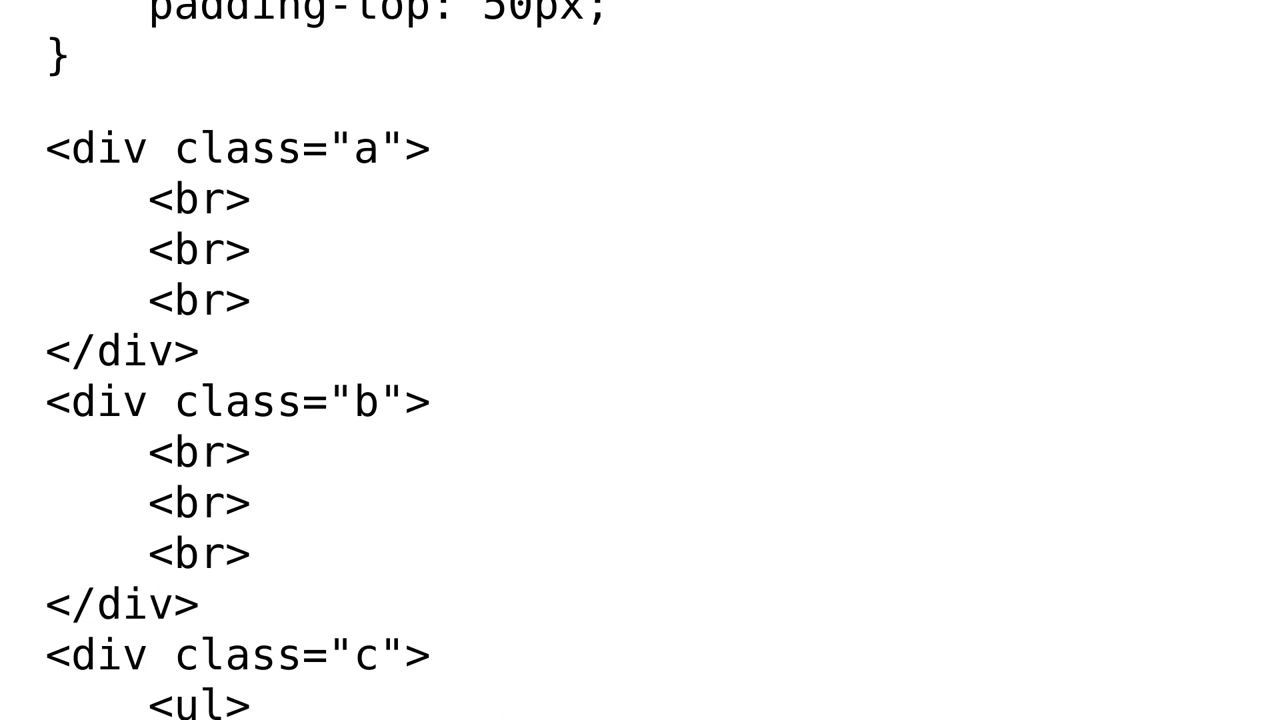 padding-top: 50px;
}

<div class="a">
    <br>
    <br>
    <br>
</div>
<div class="b">
    <br>
    <br>
    <br>
</div>
<div class="c">
    <ul>